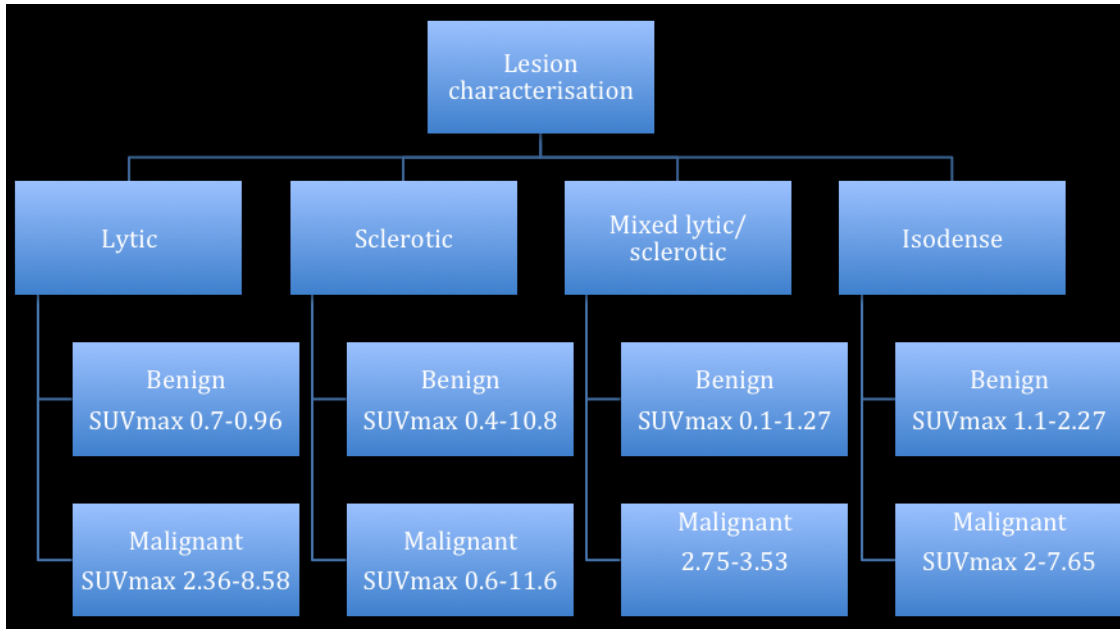 Lesion
characterisation
Lytic
Sclerotic
Mixed lytic/
sclerotic
Isodense
Benign
SUVmax 0.7-0.96
Benign
SUVmax 0.4-10.8
Benign
SUVmax 0.1-1.27
Benign
SUVmax 1.1-2.27
Malignant
SUVmax 2.36-8.58
Malignant
SUVmax 0.6-11.6
Malignant
2.75-3.53
Malignant
SUVmax 2-7.65